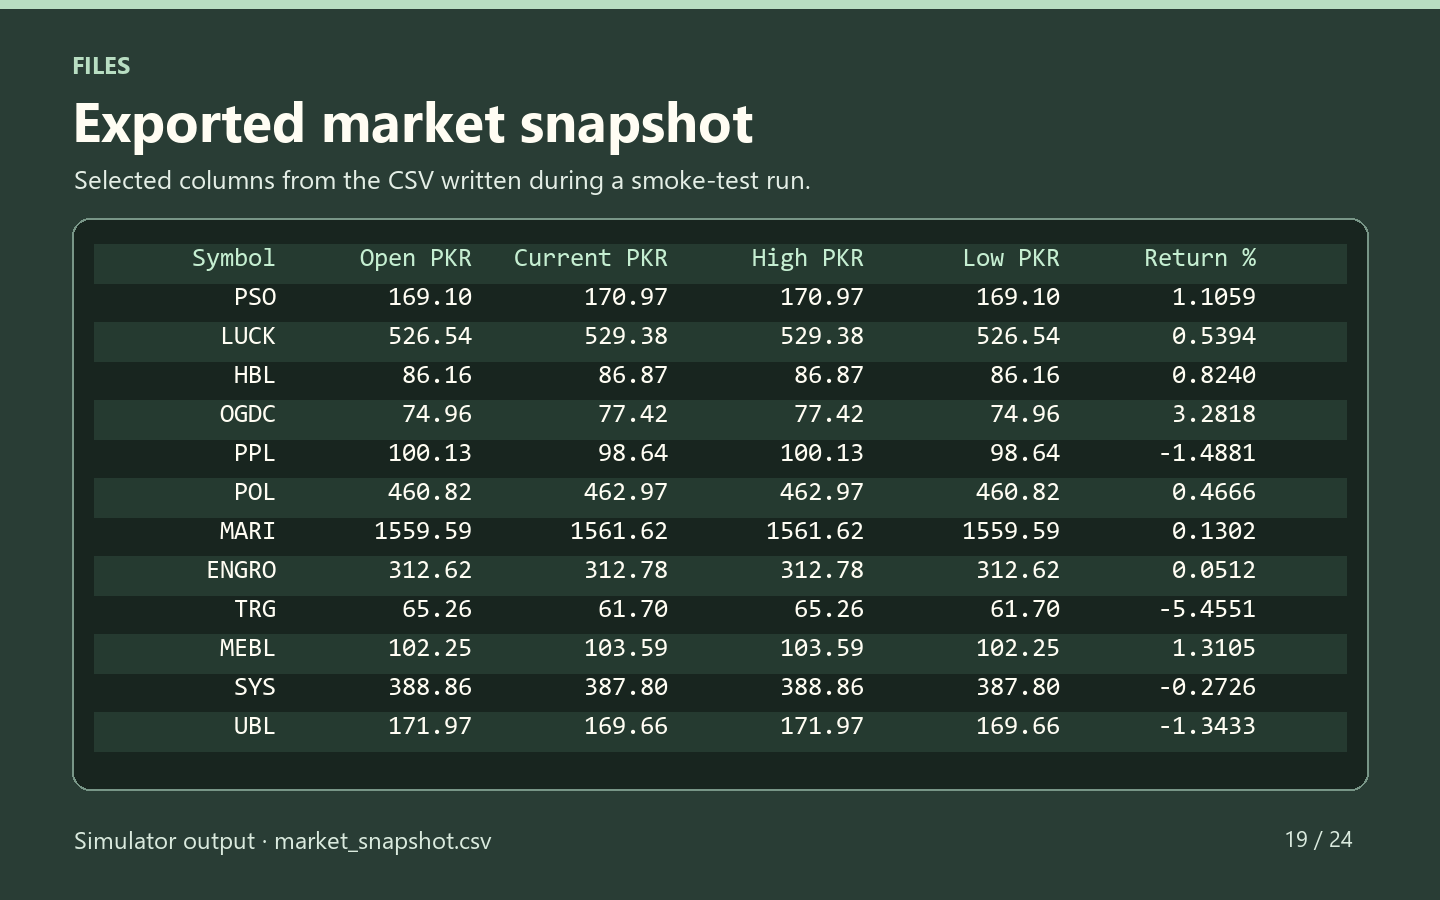 FILES
Exported market snapshot
Selected columns from the CSV written during a smoke-test run.
Symbol Open PKR Current PKR High PKR Low PKR Return %
PSO 169.10 170.97 170.97 169.10 1.1059
LUCK 526.54 529.38 529.38 526.54 0.5394
HBL 86.16 86.87 86.87 86.16 0.8240
OGDC 74.96 77.42 77.42 74.96 3.2818
PPL 100.13 98.64 100.13 98.64 -1.4881
POL 460.82 462.97 462.97 460.82 0.4666
MARI 1559.59 1561.62 1561.62 1559.59 0.1302
ENGRO 312.62 312.78 312.78 312.62 0.0512
TRG 65.26 61.70 65.26 61.70 -5.4551
MEBL 102.25 103.59 103.59 102.25 1.3105
SYS 388.86 387.80 388.86 387.80 -0.2726
UBL 171.97 169.66 171.97 169.66 -1.3433
Simulator output · market_snapshot.csv
19 / 24